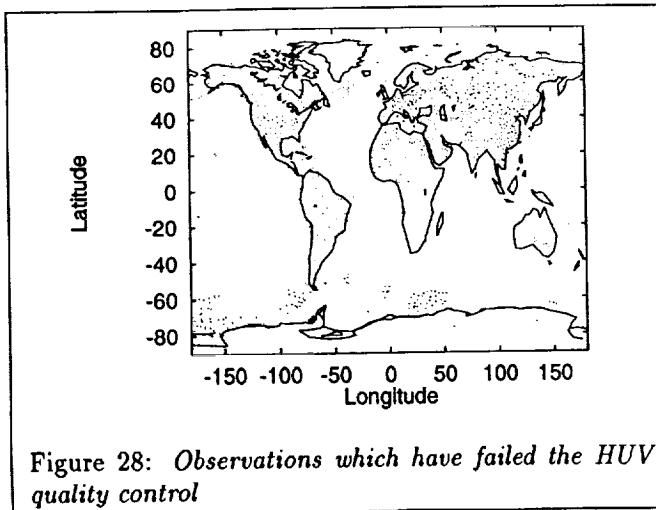 80
60
40
20
0
-20
-40
-60
-80
Latitude
-150 -100 -50 0 50 100 150
Longitude
Figure 28: Observations which have failed the HUV
quality control